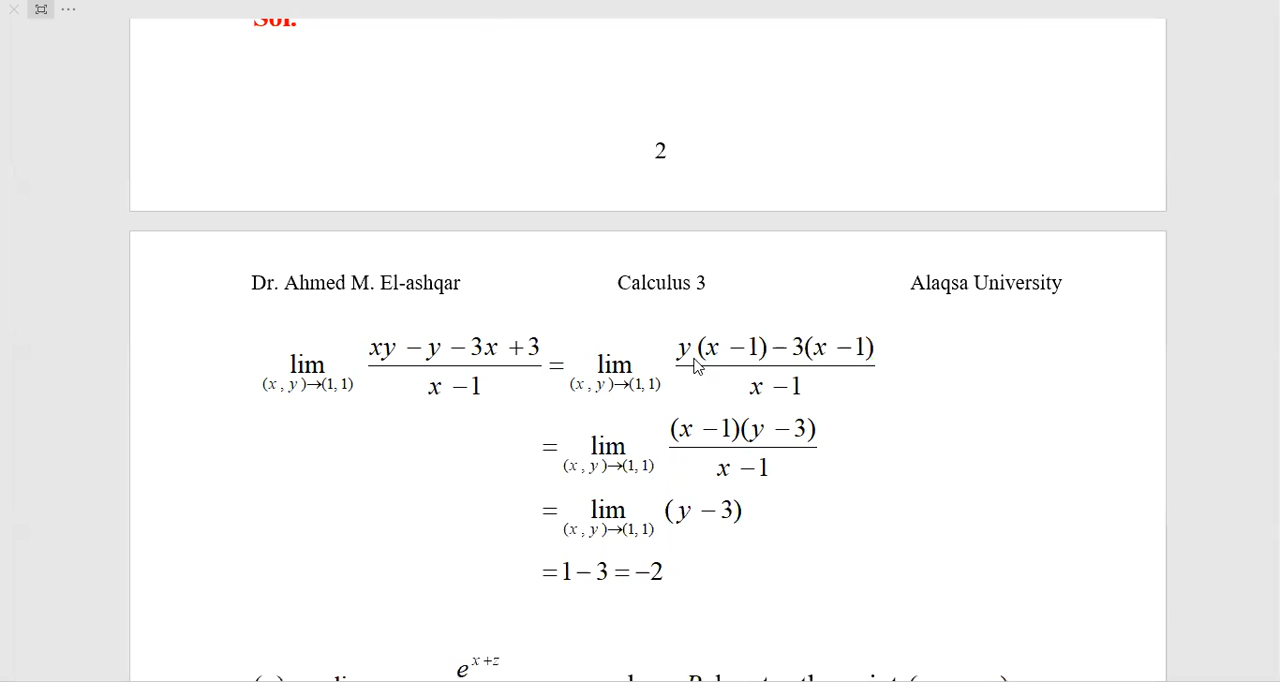 Sol.
2
Dr. Ahmed M. El-ashqar Calculus 3 Alaqsa University
lim (x, y)→(1, 1) (xy − y − 3x + 3)/(x − 1) = lim (x, y)→(1, 1) (y(x − 1) − 3(x − 1))/(x − 1)
= lim (x, y)→(1, 1) ((x − 1)(y − 3))/(x − 1)
= lim (x, y)→(1, 1) (y − 3)
= 1 − 3 = −2
e^{x+z}